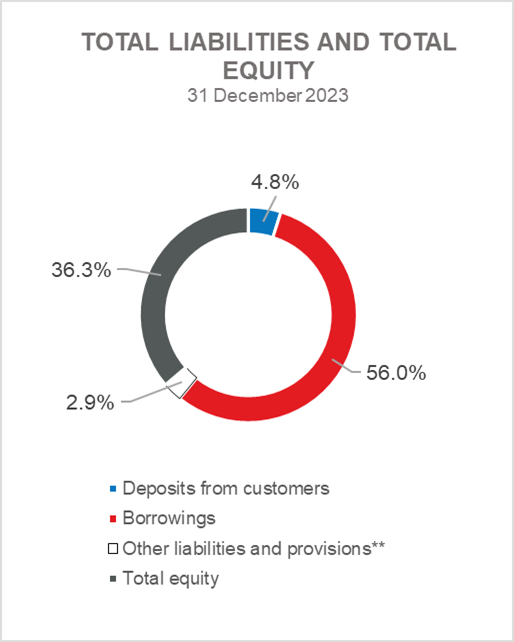 TOTAL LIABILITIES AND TOTAL
EQUITY
31 December 2023
4.8%
36.3%
56.0%
2.9%
Deposits from customers
Borrowings
Other liabilities and provisions**
Total equity